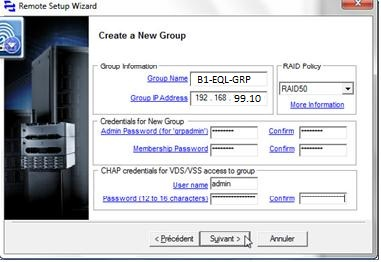 Remote Setup Wizard
Create a New Group
Group Information
Group Name B1-EQL-GRP
Group IP Address 192 . 168 . 99.10
RAID Policy
RAID50
More Information
Credentials for New Group
Admin Password (for 'grpadmin') ******** Confirm ********
Membership Password ******** Confirm ********
CHAP credentials for VDS/VSS access to group
User name admin
Password (12 to 16 characters) ************ Confirm ************
< Précédent Suivant > Annuler